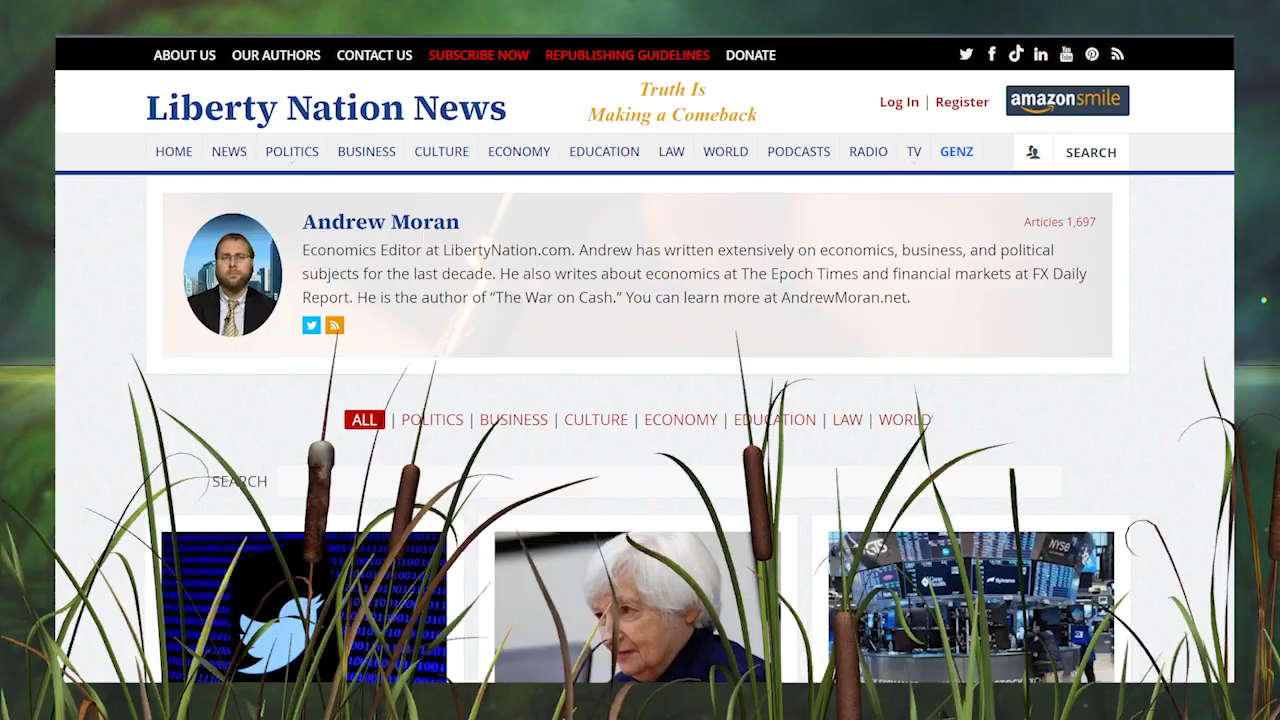 ABOUT US OUR AUTHORS CONTACT US SUBSCRIBE NOW REPUBLISHING GUIDELINES DONATE
Liberty Nation News
Truth Is
Making a Comeback
Log In | Register
amazonsmile
HOME NEWS POLITICS BUSINESS CULTURE ECONOMY EDUCATION LAW WORLD PODCASTS RADIO TV GENZ SEARCH
Andrew Moran
Articles 1,697
Economics Editor at LibertyNation.com. Andrew has written extensively on economics, business, and political
subjects for the last decade. He also writes about economics at The Epoch Times and financial markets at FX Daily
Report. He is the author of “The War on Cash.” You can learn more at AndrewMoran.net.
ALL | POLITICS | BUSINESS | CULTURE | ECONOMY | EDUCATION | LAW | WORLD
SEARCH
NYSE